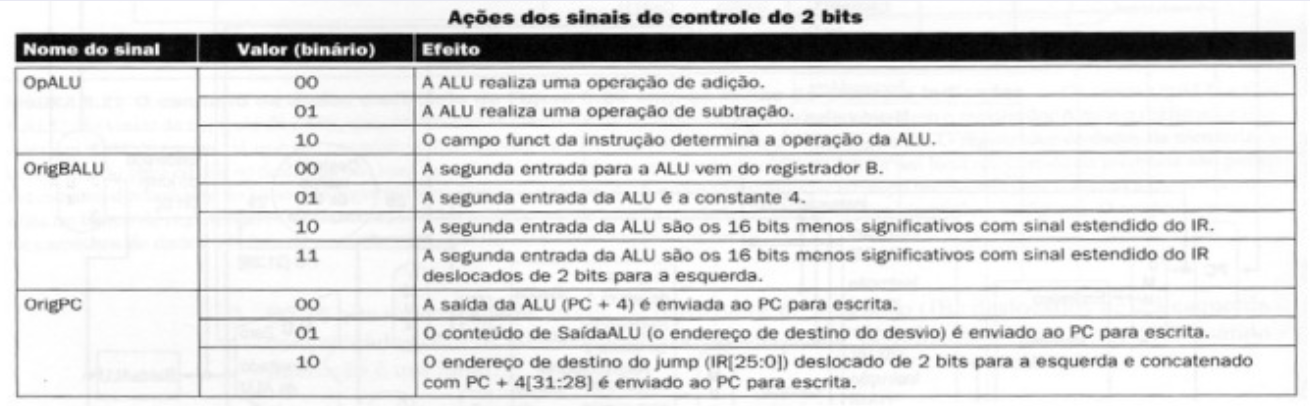 Ações dos sinais de controle de 2 bits
Nome do sinal Valor (binário) Efeito
OpALU 00 A ALU realiza uma operação de adição.
01 A ALU realiza uma operação de subtração.
10 O campo funct da instrução determina a operação da ALU.
OrigBALU 00 A segunda entrada para a ALU vem do registrador B.
01 A segunda entrada da ALU é a constante 4.
10 A segunda entrada da ALU são os 16 bits menos significativos com sinal estendido do IR.
11 A segunda entrada da ALU são os 16 bits menos significativos com sinal estendido do IR
deslocados de 2 bits para a esquerda.
OrigPC 00 A saída da ALU (PC + 4) é enviada ao PC para escrita.
01 O conteúdo de SaídaALU (o endereço de destino do desvio) é enviado ao PC para escrita.
10 O endereço de destino do jump (IR[25:0]) deslocado de 2 bits para a esquerda e concatenado
com PC + 4[31:28] é enviado ao PC para escrita.